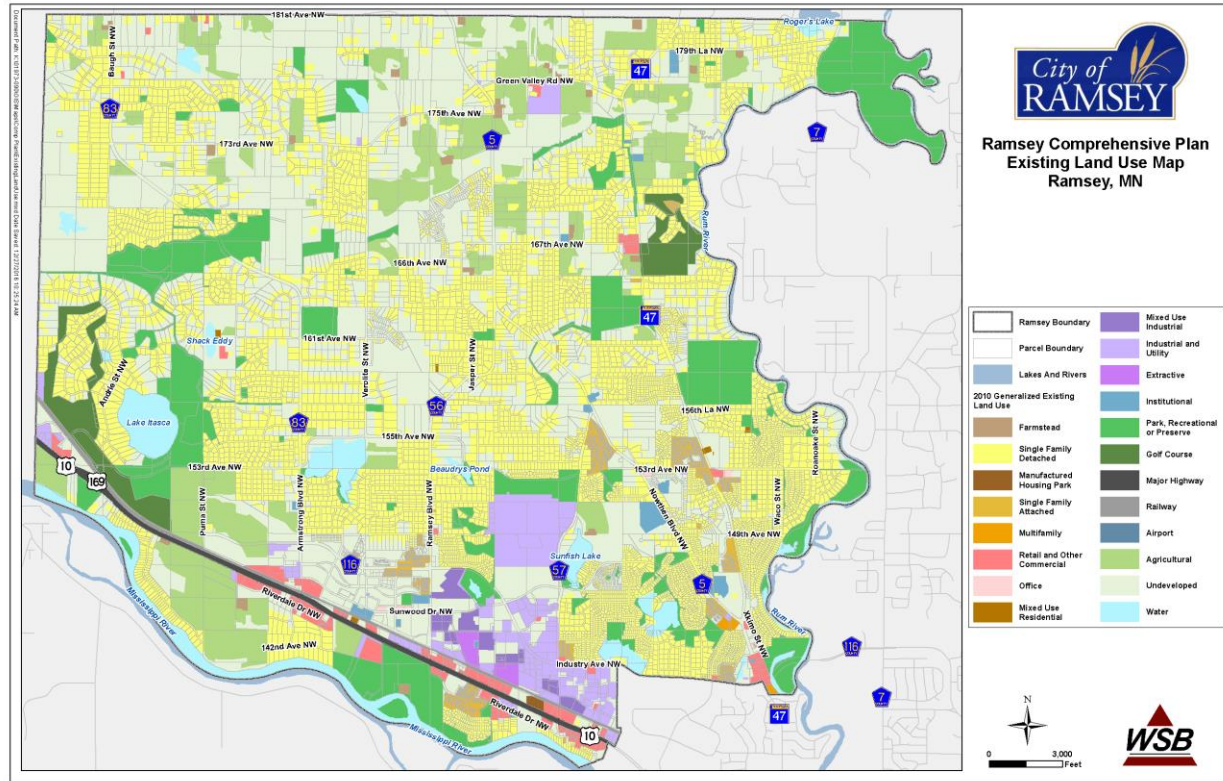 181st Ave NW
Roger's Lake
Baugh St NW
179th La NW
47
Green Valley Rd NW
83
175th Ave NW
5
7
173rd Ave NW
Rum River
167th Ave NW
166th Ave NW
47
161st Ave NW
Shack Eddy
Variolite St NW
Jasper St NW
Andrie St NW
56
156th La NW
Lake Itasca
83
155th Ave NW
Roanoke St NW
10
169
153rd Ave NW
Beaudry's Pond
153rd Ave NW
Puma St NW
Armstrong Blvd NW
Ramsey Blvd NW
Nowthen Blvd NW
Waco St NW
149th Ave NW
Sunfish Lake
116
57
5
Mississippi River
Riverdale Dr NW
Sunwood Dr NW
Xkimo St NW
Rum River
142nd Ave NW
Industry Ave NW
116
7
Riverdale Dr NW
47
10
Mississippi River
City of
RAMSEY
Ramsey Comprehensive Plan
Existing Land Use Map
Ramsey, MN
Ramsey Boundary
Parcel Boundary
Lakes And Rivers
2010 Generalized Existing
Land Use
Farmstead
Single Family
Detached
Manufactured
Housing Park
Single Family
Attached
Multifamily
Retail and Other
Commercial
Office
Mixed Use
Residential
Mixed Use
Industrial
Industrial and
Utility
Extractive
Institutional
Park, Recreational
or Preserve
Golf Course
Major Highway
Railway
Airport
Agricultural
Undeveloped
Water
N
0 3,000
Feet
WSB